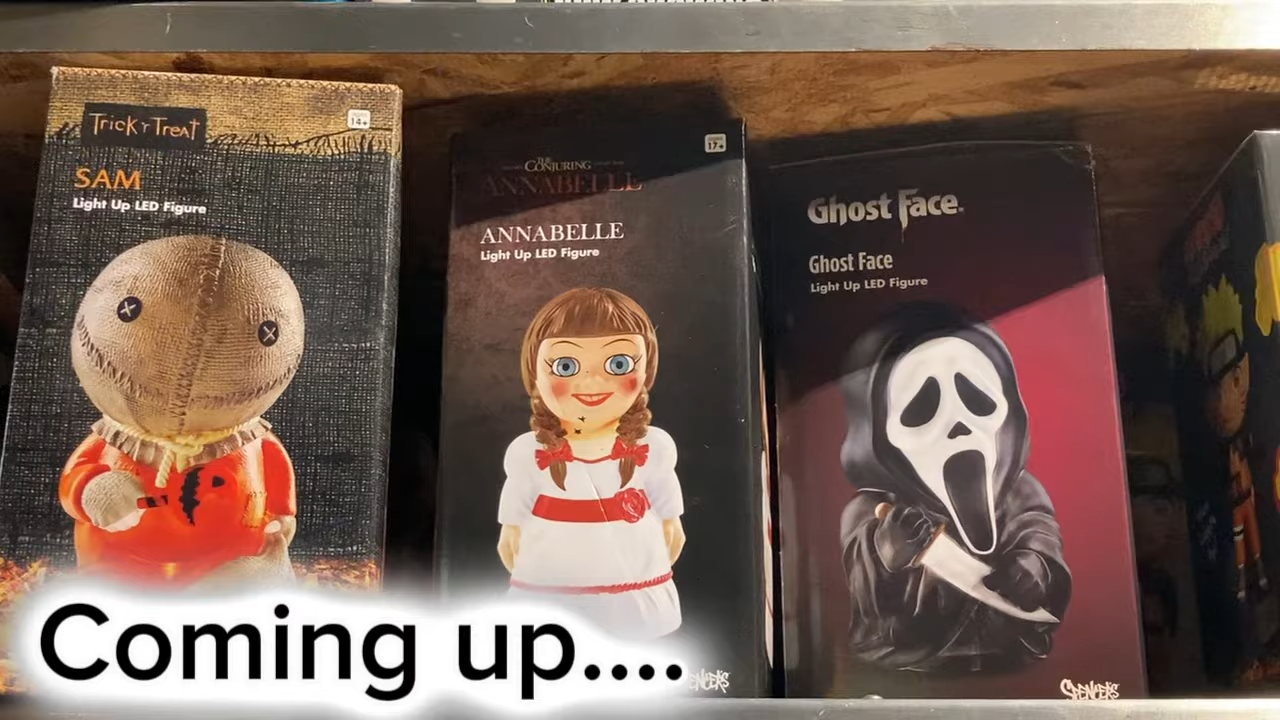 Trick r Treat
AGES
14+
SAM
Light Up LED Figure
THE
CONJURING
ANNABELLE
17+
ANNABELLE
Light Up LED Figure
Ghost Face
Ghost Face
Light Up LED Figure
Coming up....
SPENCER'S